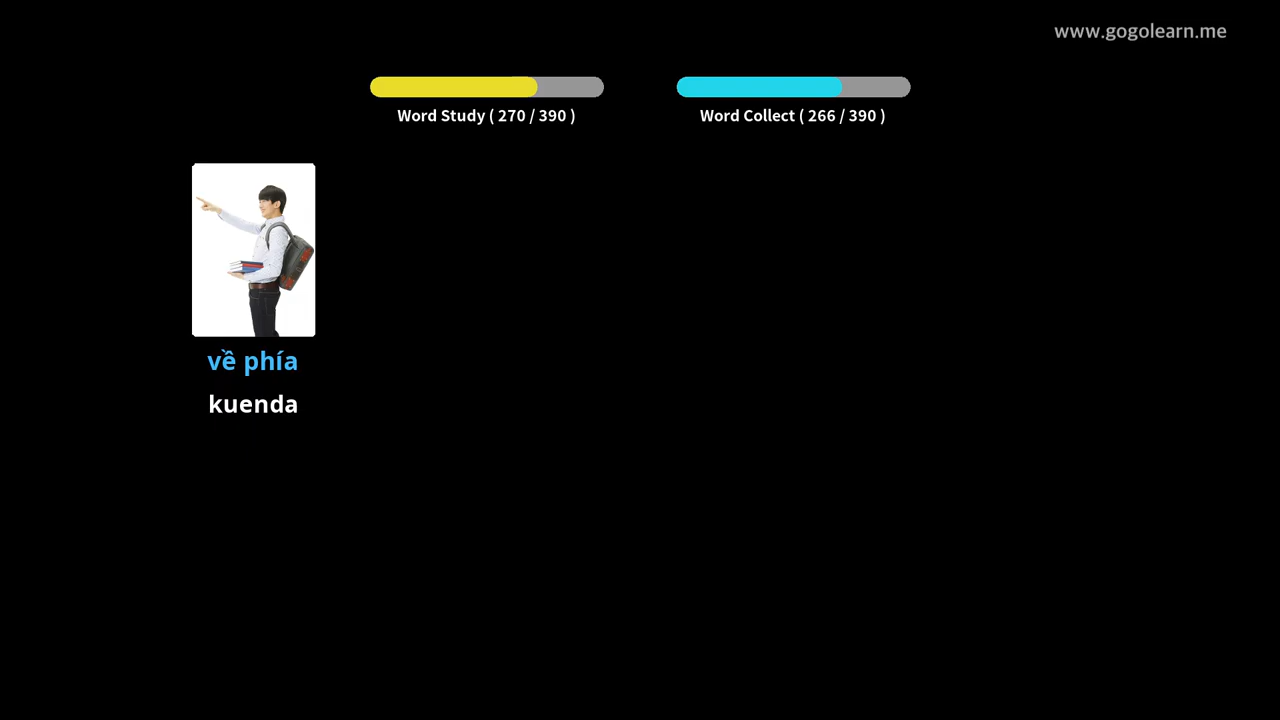 www.gogolearn.me
Word Study ( 270 / 390 )
Word Collect ( 266 / 390 )
về phía
kuenda